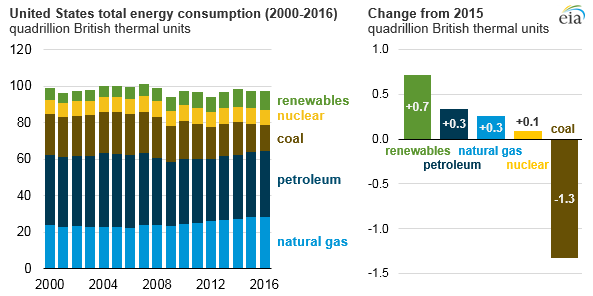 United States total energy consumption (2000-2016)
quadrillion British thermal units
120
100
80
60
40
20
0
2000
2004
2008
2012
2016
renewables
nuclear
coal
petroleum
natural gas
Change from 2015
quadrillion British thermal units
eia
1.0
0.5
0.0
-0.5
-1.0
-1.5
+0.7
+0.3
+0.3
+0.1
coal
renewables
natural gas
petroleum
nuclear
-1.3